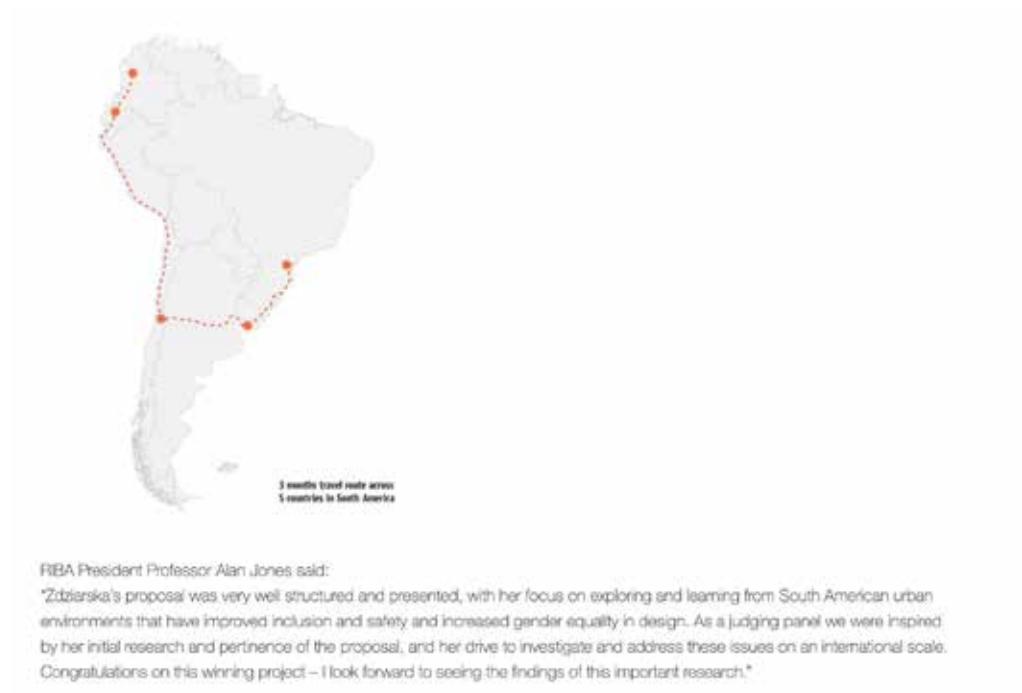 3 months travel route across
5 countries in South America
RIBA President Professor Alan Jones said:
"Zdziarska's proposal was very well structured and presented, with her focus on exploring and learning from South American urban
environments that have improved inclusion and safety and increased gender equality in design. As a judging panel we were inspired
by her initial research and pertinence of the proposal, and her drive to investigate and address these issues on an international scale.
Congratulations on this winning project – I look forward to seeing the findings of this important research."